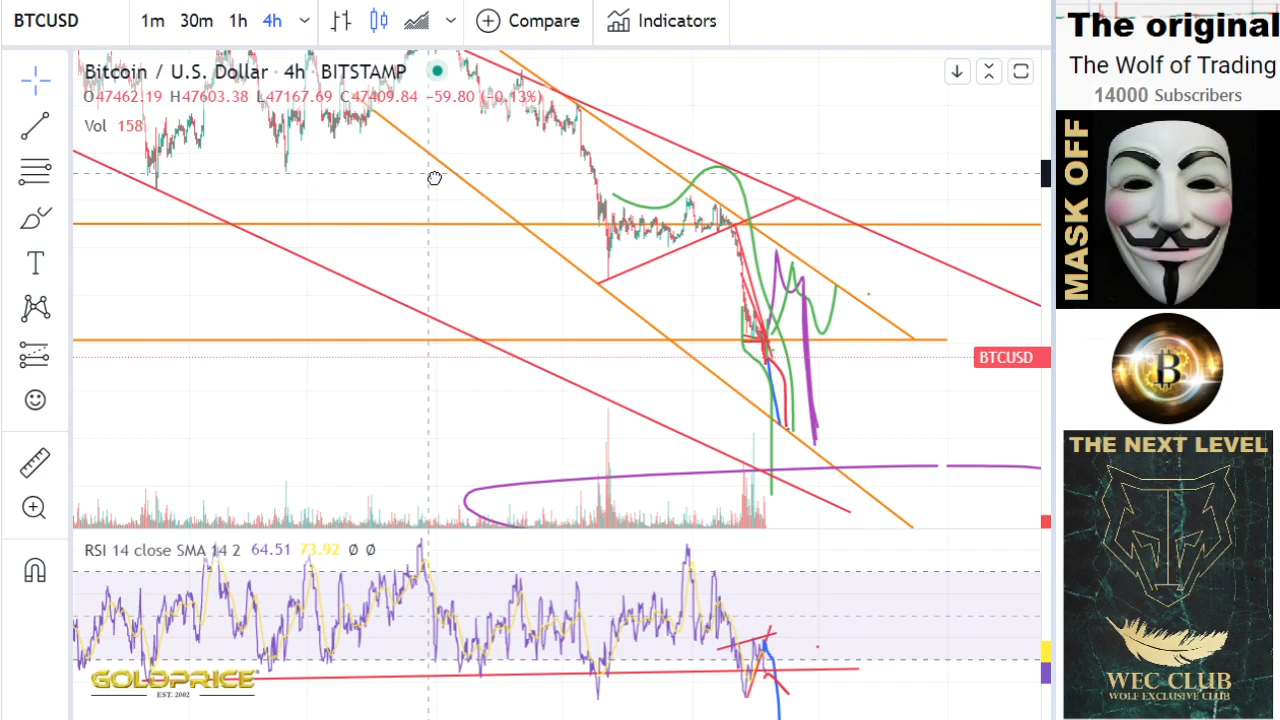 BTCUSD
1m 30m 1h 4h
Compare
Indicators
Bitcoin / U.S. Dollar · 4h BITSTAMP
O47462.19 H47603.38 L47167.69 C47409.84 −59.80 (−0.13%)
Vol 158
BTCUSD
RSI 14 close SMA 14 2 64.51 73.92 Ø Ø
GOLDPRICE
EST. 2002
The original
The Wolf of Trading
14000 Subscribers
MASK OFF
THE NEXT LEVEL
WEC CLUB
WOLF EXCLUSIVE CLUB